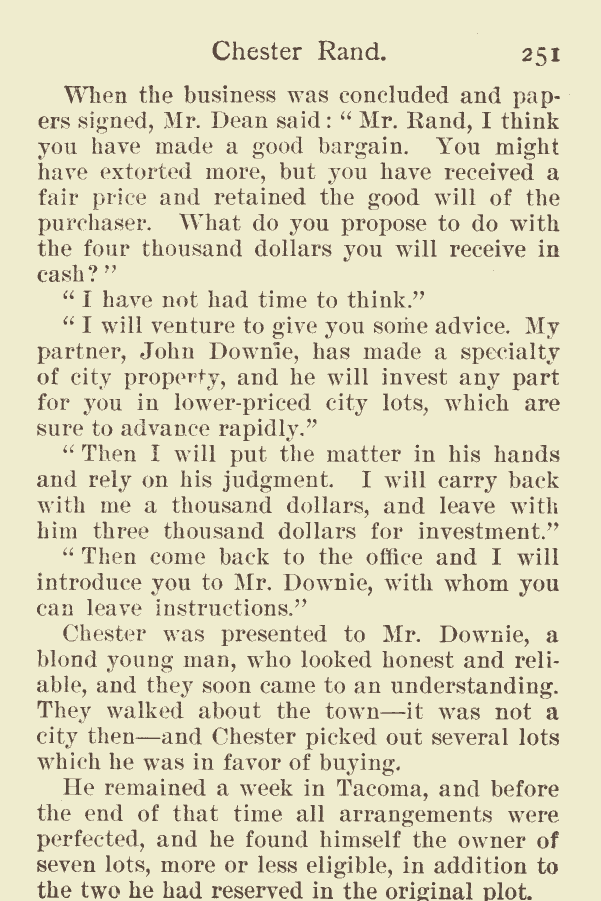 Chester Rand. 251
When the business was concluded and pap-
ers signed, Mr. Dean said: “ Mr. Rand, I think
you have made a good bargain. You might
have extorted more, but you have received a
fair price and retained the good will of the
purchaser. What do you propose to do with
the four thousand dollars you will receive in
cash? ”
“ I have not had time to think.”
“ I will venture to give you some advice. My
partner, John Downie, has made a specialty
of city property, and he will invest any part
for you in lower-priced city lots, which are
sure to advance rapidly.”
“ Then I will put the matter in his hands
and rely on his judgment. I will carry back
with me a thousand dollars, and leave with
him three thousand dollars for investment.”
“ Then come back to the office and I will
introduce you to Mr. Downie, with whom you
can leave instructions.”
Chester was presented to Mr. Downie, a
blond young man, who looked honest and reli-
able, and they soon came to an understanding.
They walked about the town—it was not a
city then—and Chester picked out several lots
which he was in favor of buying.
He remained a week in Tacoma, and before
the end of that time all arrangements were
perfected, and he found himself the owner of
seven lots, more or less eligible, in addition to
the two he had reserved in the original plot.